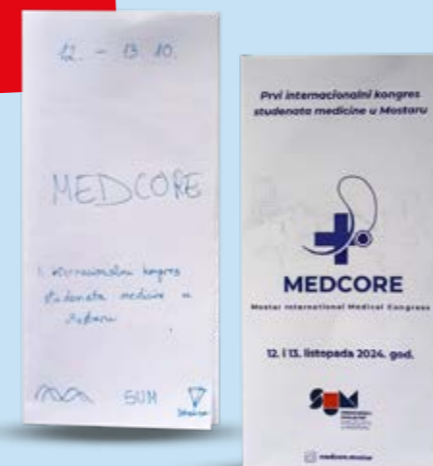 12. - 13 10.
MEDCORE
internacionalni kongres
studenata medicine u
Mostaru
SUM
Prvi internacionalni kongres
studenata medicine u Mostaru
MEDCORE
Mostar International Medical Congress
12. i 13. listopada 2024. god.
SUM
medcore.mostar